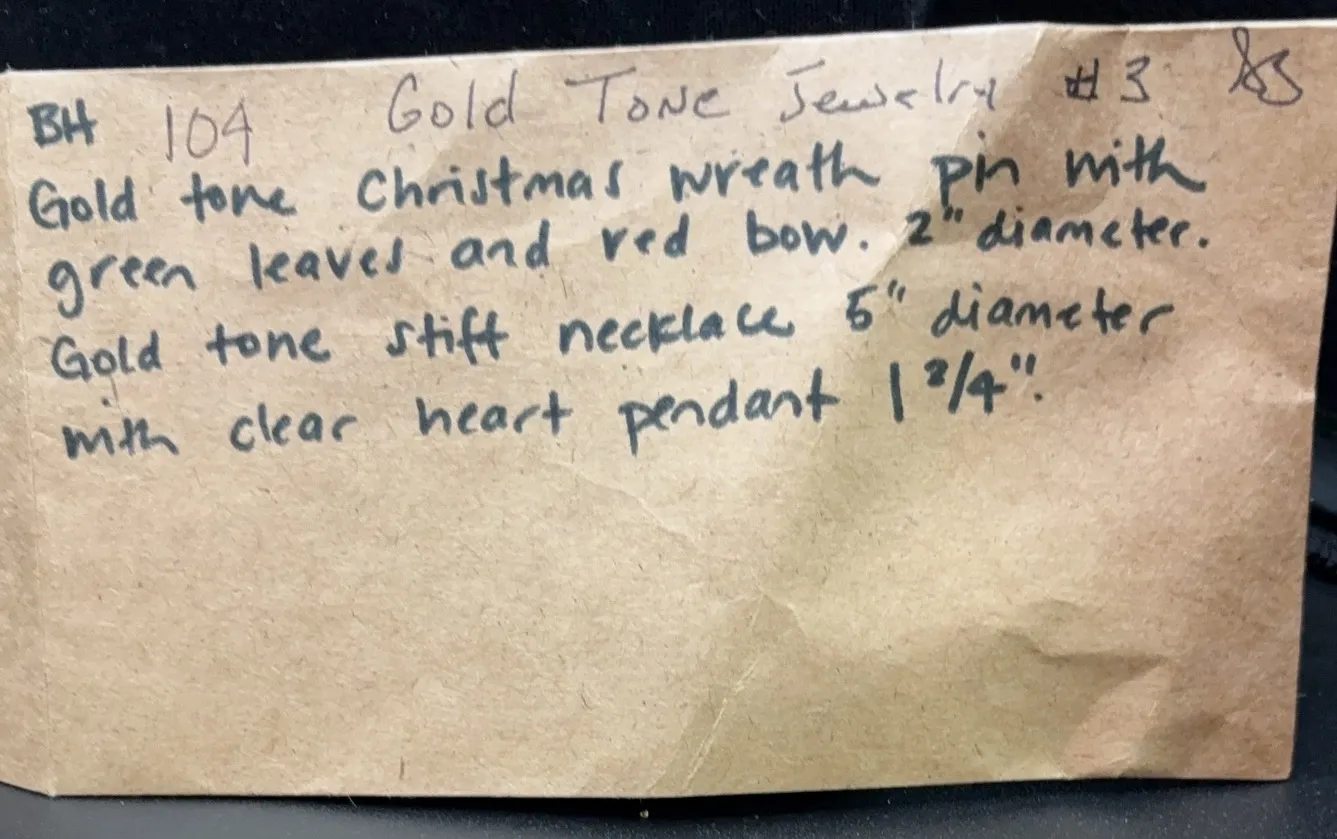 BH 104 Gold Tone Jewelry #3
Gold tone Christmas wreath pin with
green leaves and red bow. 2" diameter.
Gold tone stiff necklace 5" diameter
with clear heart pendant 1 3/4".